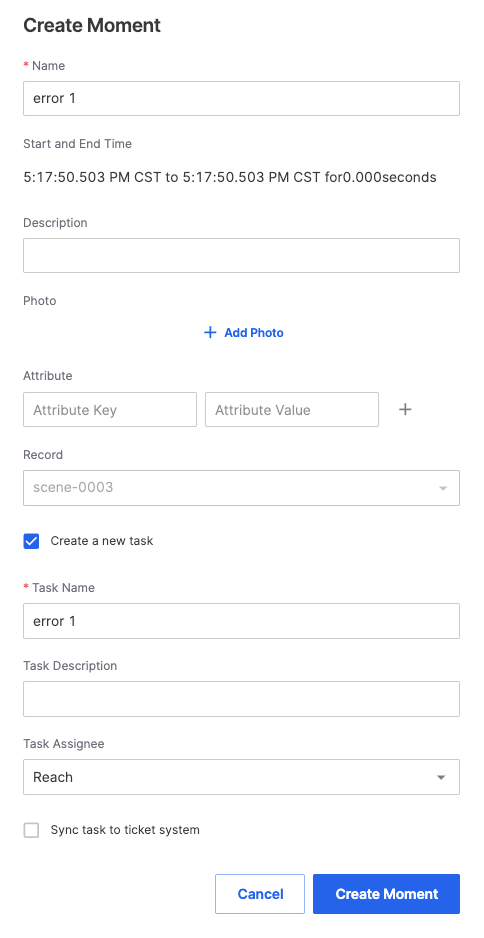 Create Moment
* Name
error 1
Start and End Time
5:17:50.503 PM CST to 5:17:50.503 PM CST for0.000seconds
Description
Photo
+ Add Photo
Attribute
Attribute Key Attribute Value +
Record
scene-0003
Create a new task
* Task Name
error 1
Task Description
Task Assignee
Reach
Sync task to ticket system
Cancel Create Moment